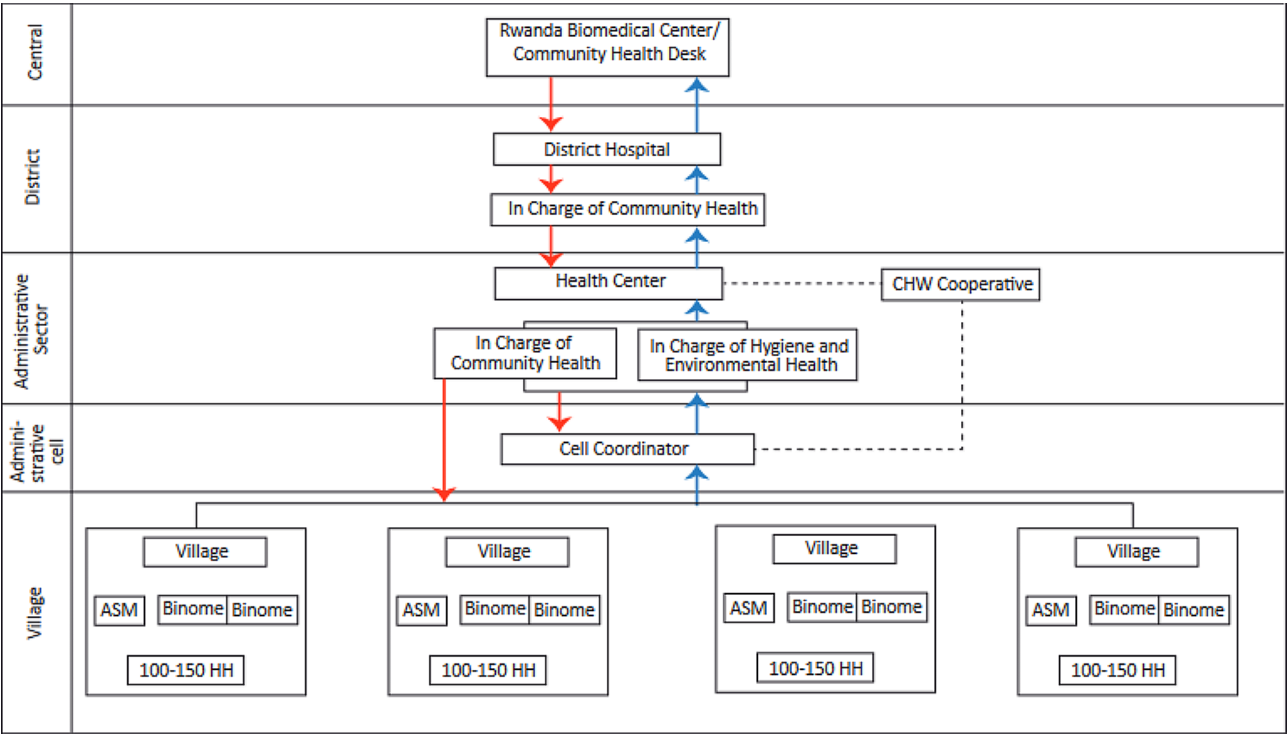 Central
Rwanda Biomedical Center/
Community Health Desk
District
District Hospital
In Charge of Community Health
Administrative
Sector
Health Center
CHW Cooperative
In Charge of
Community Health
In Charge of Hygiene and
Environmental Health
Admini-
strative
cell
Cell Coordinator
Village
Village
ASM
Binome
Binome
100-150 HH
Village
ASM
Binome
Binome
100-150 HH
Village
ASM
Binome
Binome
100-150 HH
Village
ASM
Binome
Binome
100-150 HH